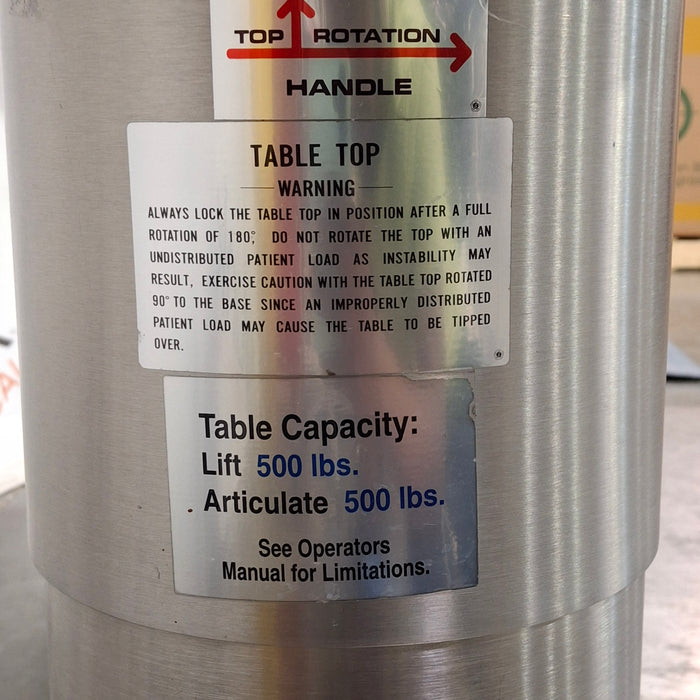 TOP ROTATION
HANDLE
TABLE TOP
WARNING
ALWAYS LOCK THE TABLE TOP IN POSITION AFTER A FULL
ROTATION OF 180°; DO NOT ROTATE THE TOP WITH AN
UNDISTRIBUTED PATIENT LOAD AS INSTABILITY MAY
RESULT, EXERCISE CAUTION WITH THE TABLE TOP ROTATED
90° TO THE BASE SINCE AN IMPROPERLY DISTRIBUTED
PATIENT LOAD MAY CAUSE THE TABLE TO BE TIPPED
OVER.
Table Capacity:
Lift 500 lbs.
Articulate 500 lbs.
See Operators
Manual for Limitations.